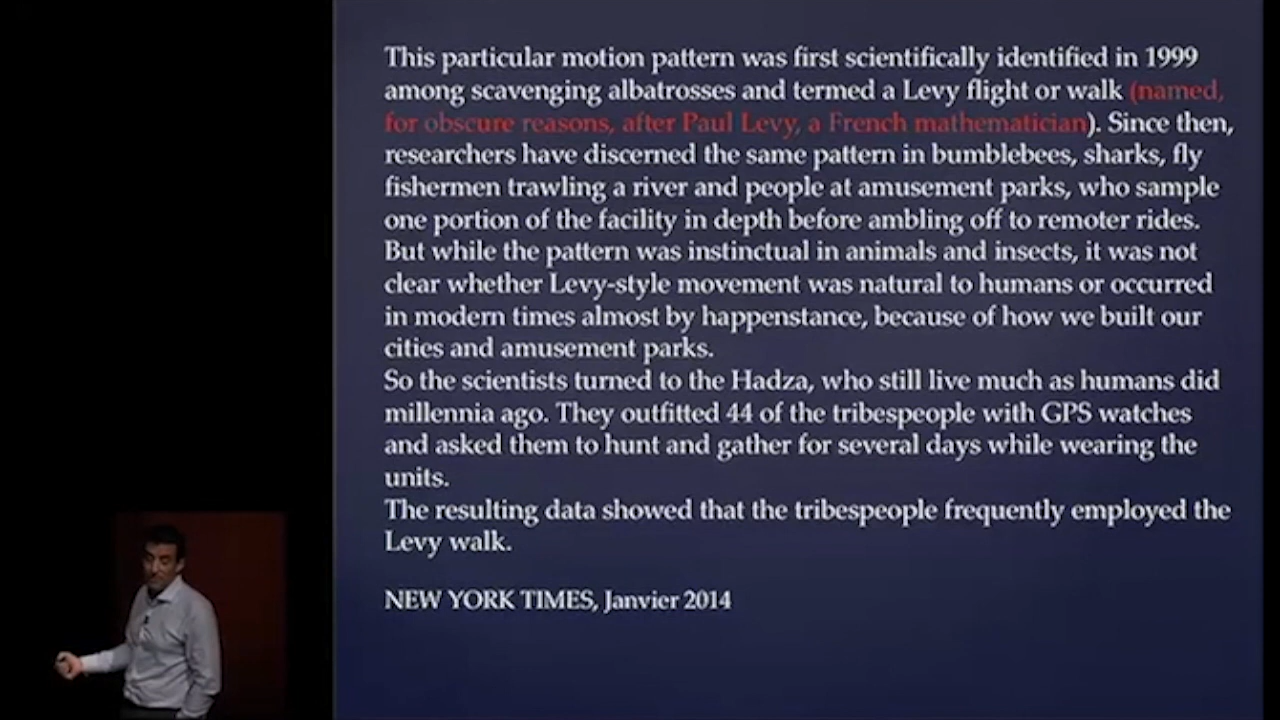 This particular motion pattern was first scientifically identified in 1999
among scavenging albatrosses and termed a Levy flight or walk (named,
for obscure reasons, after Paul Levy, a French mathematician). Since then,
researchers have discerned the same pattern in bumblebees, sharks, fly
fishermen trawling a river and people at amusement parks, who sample
one portion of the facility in depth before ambling off to remoter rides.
But while the pattern was instinctual in animals and insects, it was not
clear whether Levy-style movement was natural to humans or occurred
in modern times almost by happenstance, because of how we built our
cities and amusement parks.
So the scientists turned to the Hadza, who still live much as humans did
millennia ago. They outfitted 44 of the tribespeople with GPS watches
and asked them to hunt and gather for several days while wearing the
units.
The resulting data showed that the tribespeople frequently employed the
Levy walk.
NEW YORK TIMES, Janvier 2014